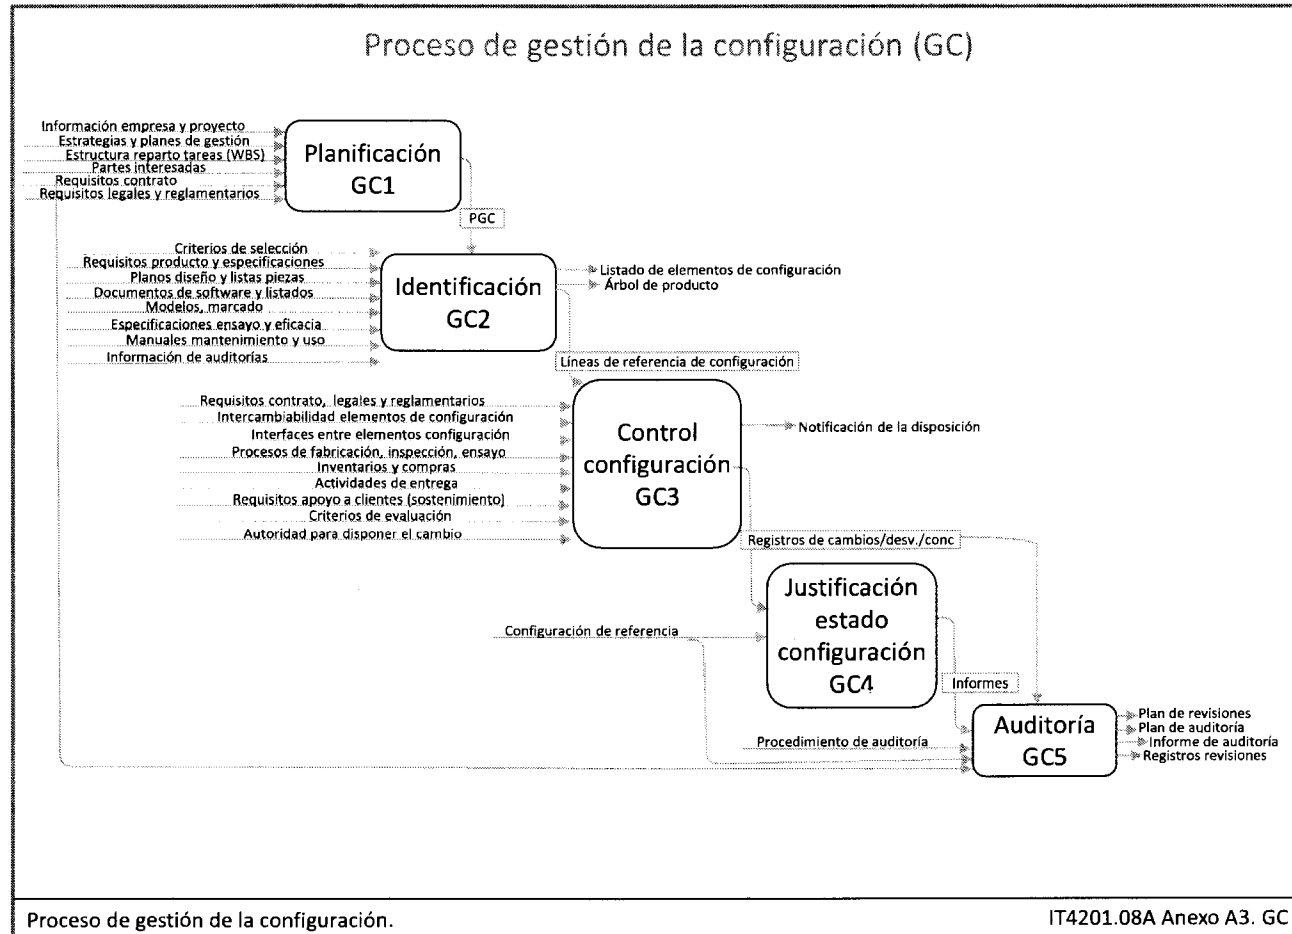 Proceso de gestión de la configuración (GC)
Información empresa y proyecto
Estrategias y planes de gestión
Estructura reparto tareas (WBS)
Partes interesadas
Requisitos contrato
Requisitos legales y reglamentarios
Planificación
GC1
PGC
Criterios de selección
Requisitos producto y especificaciones
Planos diseño y listas piezas
Documentos de software y listados
Modelos, marcado
Especificaciones ensayo y eficacia
Manuales mantenimiento y uso
Información de auditorías
Identificación
GC2
Listado de elementos de configuración
Árbol de producto
Líneas de referencia de configuración
Requisitos contrato, legales y reglamentarios
Intercambiabilidad elementos de configuración
Interfaces entre elementos configuración
Procesos de fabricación, inspección, ensayo
Inventarios y compras
Actividades de entrega
Requisitos apoyo a clientes (sostenimiento)
Criterios de evaluación
Autoridad para disponer el cambio
Control
configuración
GC3
Notificación de la disposición
Registros de cambios/desv./conc
Configuración de referencia
Justificación
estado
configuración
GC4
Informes
Procedimiento de auditoría
Auditoría
GC5
Plan de revisiones
Plan de auditoría
Informe de auditoría
Registros revisiones
Proceso de gestión de la configuración.
IT4201.08A Anexo A3. GC